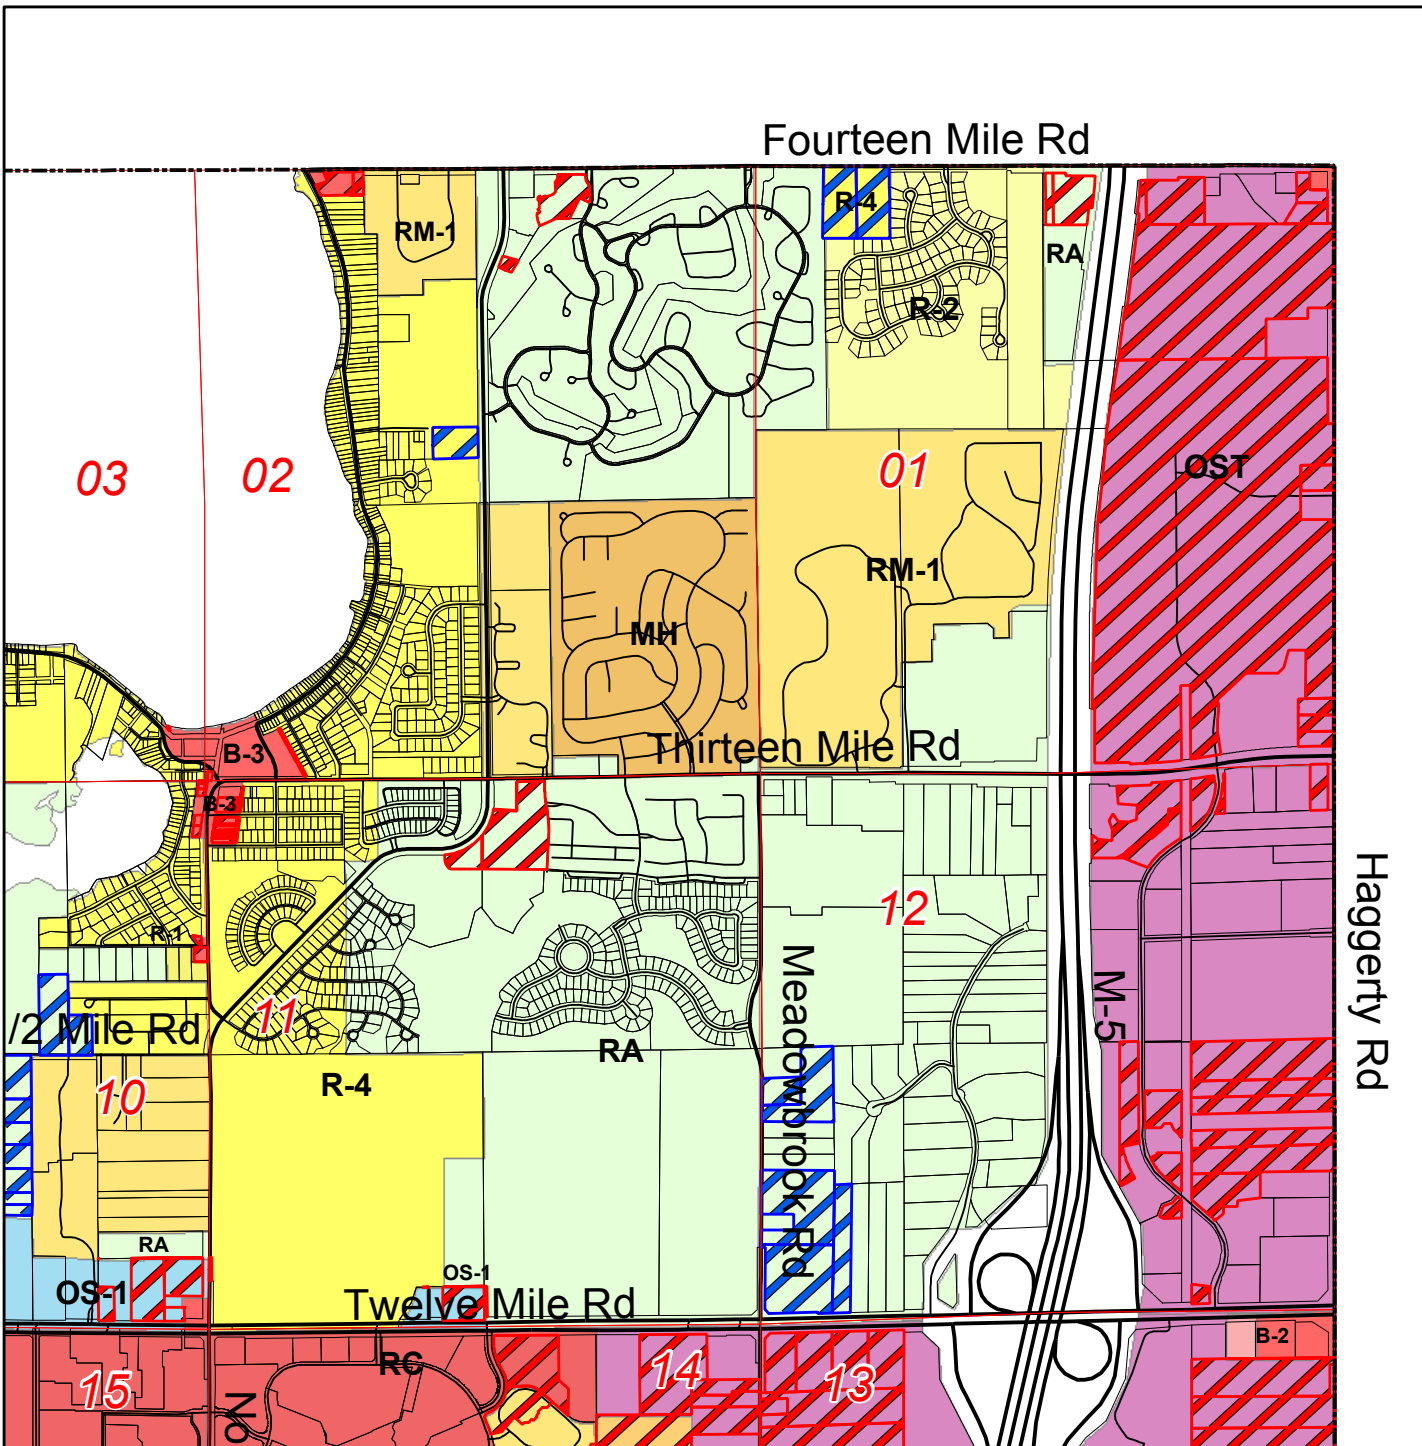 Fourteen Mile Rd
R-4
RM-1
RA
R-2
03
02
01
OST
RM-1
MH
Thirteen Mile Rd
B-3
B-3
12
Haggerty Rd
R-1
Meadowbrook Rd
M-5
11
/2 Mile Rd
RA
R-4
10
RA
OS-1
OS-1
Twelve Mile Rd
B-2
RC
14
13
15
No